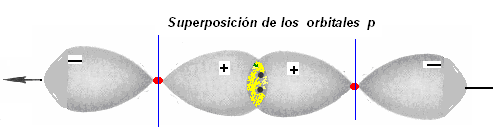 Superposición de los orbitales p
– + + –